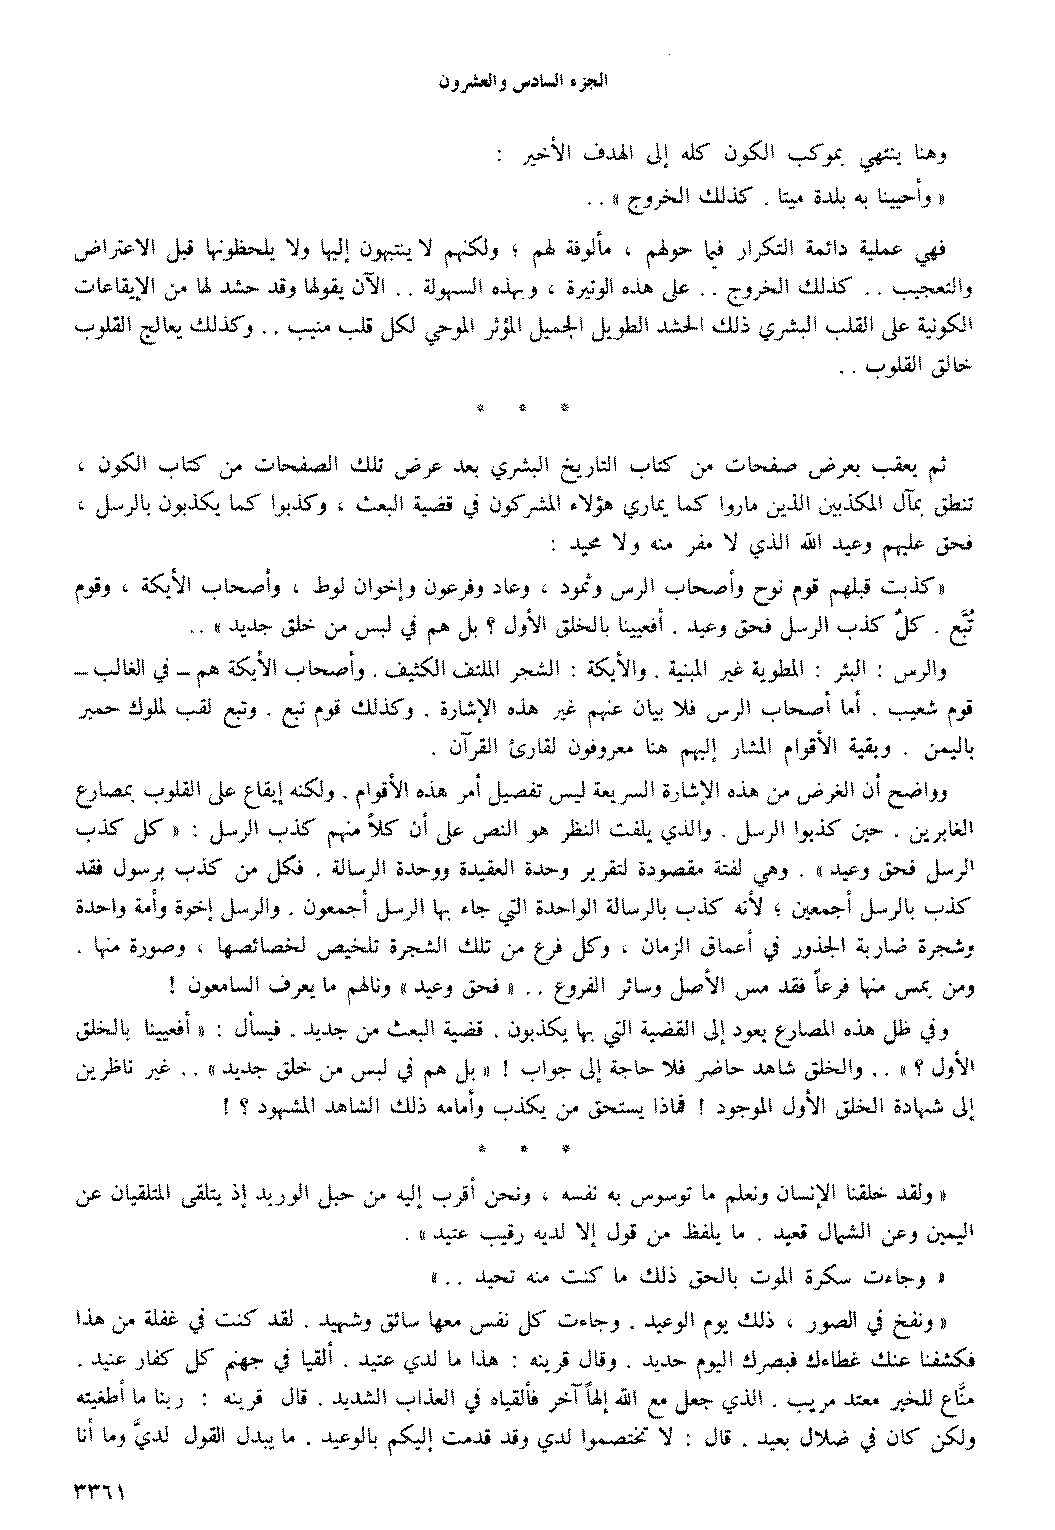 الجزء السادس والعشرون
وهنا ينتهي بموكب الكون كله إلى الهدف الأخير :
« وأحيينا به بلدة ميتا . كذلك الخروج » . .
فهي عملية دائمة التكرار فيما حولهم ، مألوفة لهم ؛ ولكنهم لا ينتبهون إليها ولا يلحظونها قبل الاعتراض
والتعجيب . . كذلك الخروج . . على هذه الوتيرة ، وبهذه السهولة . . الآن يقولها وقد حشد لها من الإيقاعات
الكونية على القلب البشري ذلك الحشد الطويل الجميل المؤثر الموحي لكل قلب منيب . . وكذلك يعالج القلوب
خالق القلوب . .
* * *
ثم يعقب بعرض صفحات من كتاب التاريخ البشري بعد عرض تلك الصفحات من كتاب الكون ،
تنطق بمآل المكذبين الذين ماروا كما يماري هؤلاء المشركون في قضية البعث ، وكذبوا كما يكذبون بالرسل ،
فحق عليهم وعيد الله الذي لا مفر منه ولا محيد :
« كذبت قبلهم قوم نوح وأصحاب الرس وثمود ، وعاد وفرعون وإخوان لوط ، وأصحاب الأيكة ، وقوم
تُبَّع . كلٌ كذب الرسل فحق وعيد . أفعيينا بالخلق الأول ؟ بل هم في لبس من خلق جديد » . .
والرس : البئر : المطوية غير المبنية . والأيكة : الشجر الملتف الكثيف . وأصحاب الأيكة هم ــ في الغالب ــ
قوم شعيب . أما أصحاب الرس فلا بيان عنهم غير هذه الإشارة . وكذلك قوم تبع . وتبع لقب لملوك حمير
باليمن . وبقية الأقوام المشار إليهم هنا معروفون لقارئ القرآن .
وواضح أن الغرض من هذه الإشارة السريعة ليس تفصيل أمر هذه الأقوام . ولكنه إيقاع على القلوب بمصارع
الغابرين . حين كذبوا الرسل . والذي يلفت النظر هو النص على أن كلاً منهم كذب الرسل : « كل كذب
الرسل فحق وعيد » . وهي لفتة مقصودة لتقرير وحدة العقيدة ووحدة الرسالة . فكل من كذب برسول فقد
كذب بالرسل أجمعين ؛ لأنه كذب بالرسالة الواحدة التي جاء بها الرسل أجمعون . والرسل إخوة وأمة واحدة
وشجرة ضاربة الجذور في أعماق الزمان ، وكل فرع من تلك الشجرة تلخيص لخصائصها ، وصورة منها .
ومن يمس منها فرعاً فقد مس الأصل وسائر الفروع . . « فحق وعيد » ونالهم ما يعرف السامعون !
وفي ظل هذه المصارع يعود إلى القضية التي بها يكذبون . قضية البعث من جديد . فيسأل : « أفعيينا بالخلق
الأول ؟ » . . والخلق شاهد حاضر فلا حاجة إلى جواب ! « بل هم في لبس من خلق جديد » . . غير ناظرين
إلى شهادة الخلق الأول الموجود ! فماذا يستحق من يكذب وأمامه ذلك الشاهد المشهود ؟ !
* * *
« ولقد خلقنا الإنسان ونعلم ما توسوس به نفسه ، ونحن أقرب إليه من حبل الوريد إذ يتلقى المتلقيان عن
اليمين وعن الشمال قعيد . ما يلفظ من قول إلا لديه رقيب عتيد » .
« وجاءت سكرة الموت بالحق ذلك ما كنت منه تحيد . . »
« ونفخ في الصور ، ذلك يوم الوعيد . وجاءت كل نفس معها سائق وشهيد . لقد كنت في غفلة من هذا
فكشفنا عنك غطاءك فبصرك اليوم حديد . وقال قرينه : هذا ما لدي عتيد . ألقيا في جهنم كل كفار عنيد .
منَّاع للخير معتد مريب . الذي جعل مع الله إلهاً آخر فألقياه في العذاب الشديد . قال قرينه : ربنا ما أطغيته
ولكن كان في ضلال بعيد . قال : لا تختصموا لدي وقد قدمت إليكم بالوعيد . ما يبدل القول لديَّ وما أنا
٣٣٦١